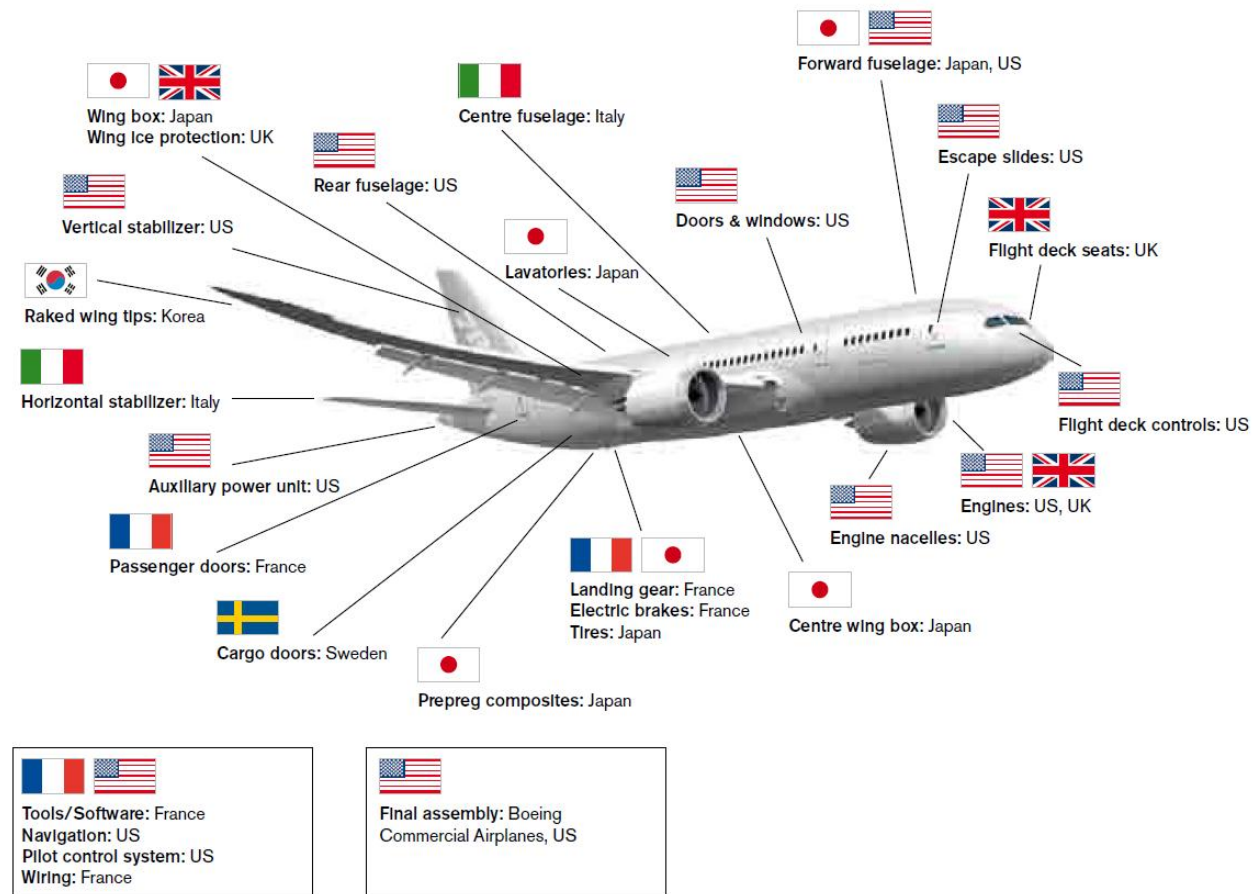 Forward fuselage: Japan, US
Wing box: Japan
Wing ice protection: UK
Centre fuselage: Italy
Escape slides: US
Rear fuselage: US
Doors & windows: US
Vertical stabilizer: US
Flight deck seats: UK
Lavatories: Japan
Raked wing tips: Korea
Horizontal stabilizer: Italy
Flight deck controls: US
Auxiliary power unit: US
Engines: US, UK
Engine nacelles: US
Passenger doors: France
Landing gear: France
Electric brakes: France
Tires: Japan
Centre wing box: Japan
Cargo doors: Sweden
Prepreg composites: Japan
Tools/Software: France
Navigation: US
Pilot control system: US
Wiring: France
Final assembly: Boeing
Commercial Airplanes, US